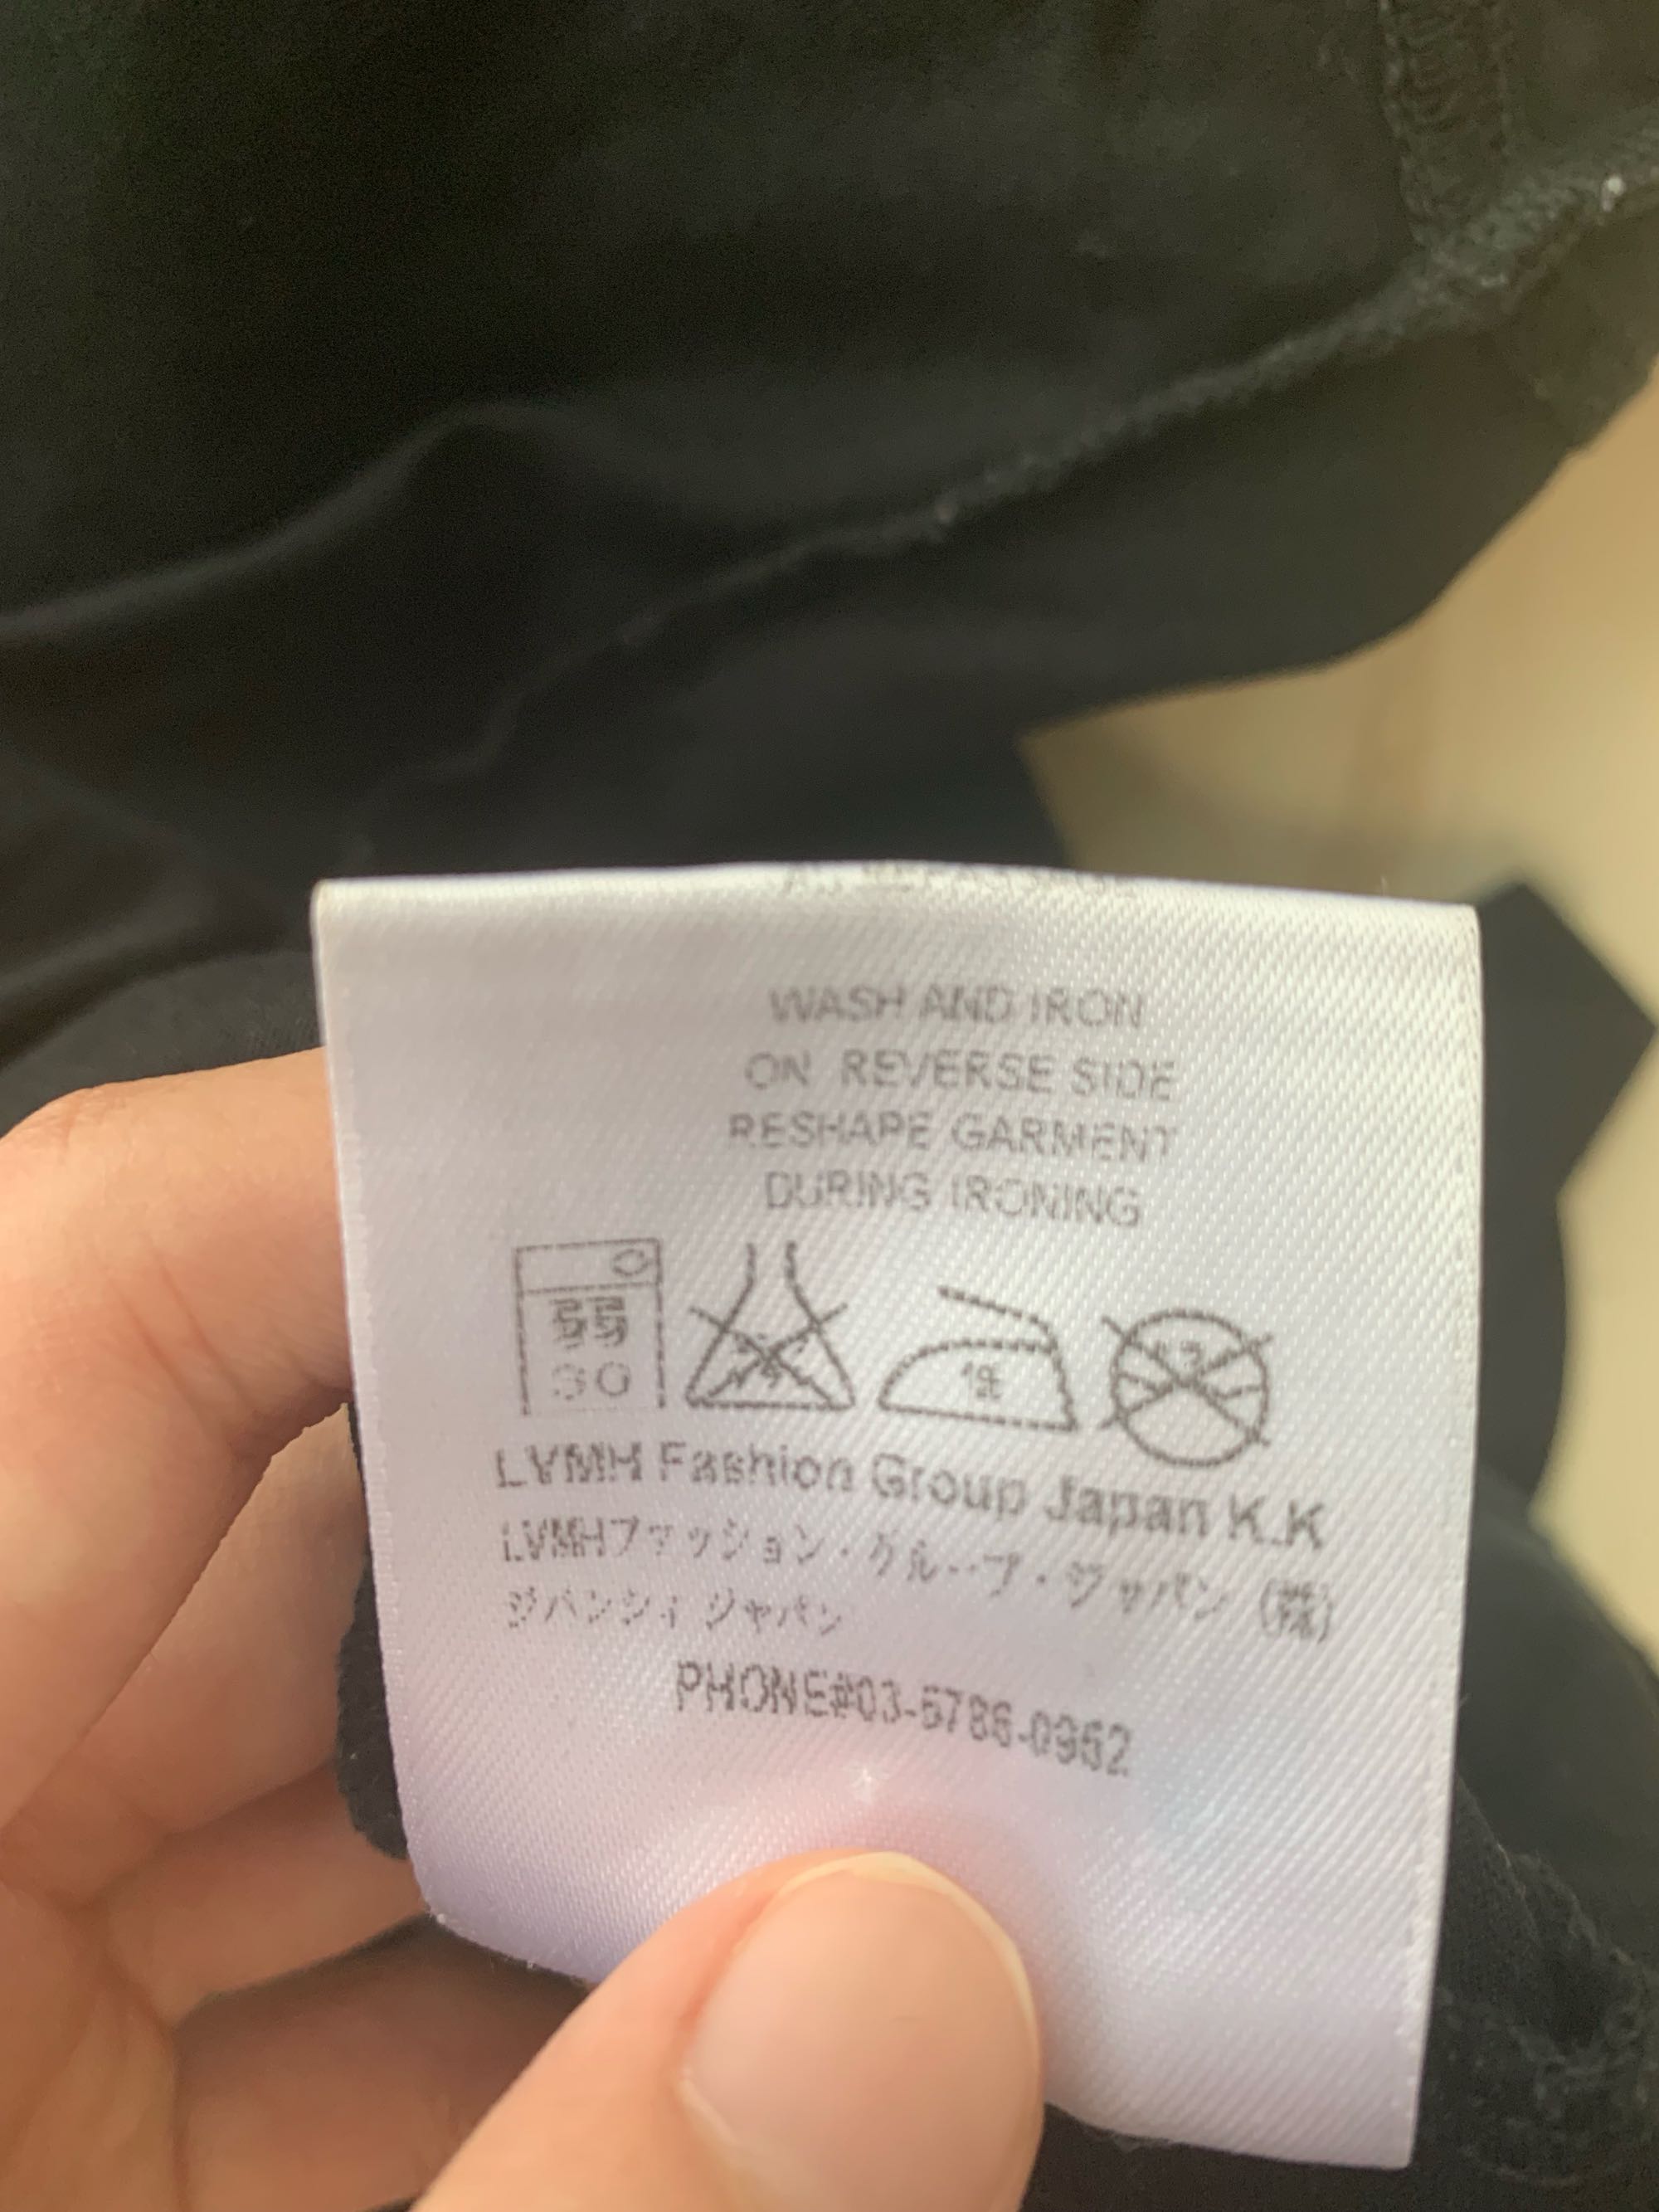 WASH AND IRON
ON REVERSE SIDE
RESHAPE GARMENT
DURING IRONING
弱
30
LVMH Fashion Group Japan K.K
LVMHファッション・グループ・ジャパン (株)
ジバンシィ ジャパン
PHONE#03-5786-0952